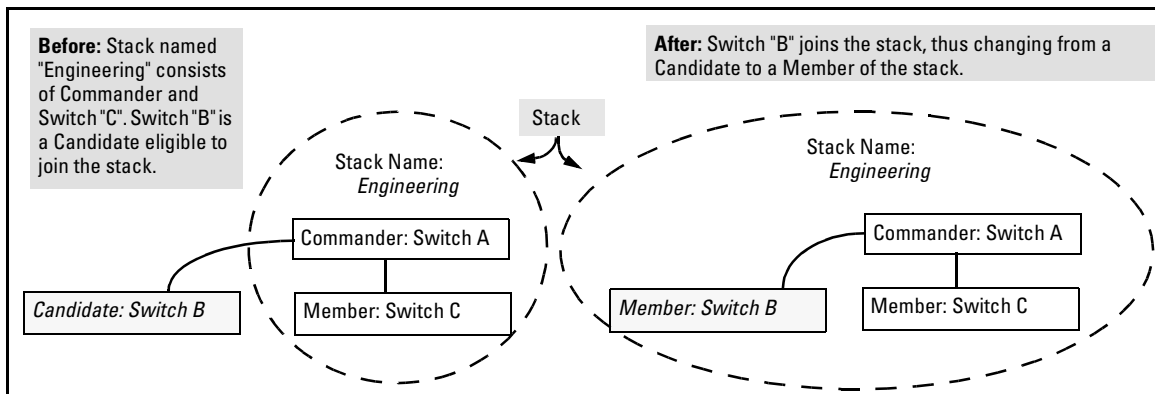 Before: Stack named
"Engineering" consists
of Commander and
Switch "C". Switch "B" is
a Candidate eligible to
join the stack.
After: Switch "B" joins the stack, thus changing from a
Candidate to a Member of the stack.
Stack
Stack Name:
Engineering
Commander: Switch A
Candidate: Switch B
Member: Switch C
Stack Name:
Engineering
Commander: Switch A
Member: Switch B
Member: Switch C